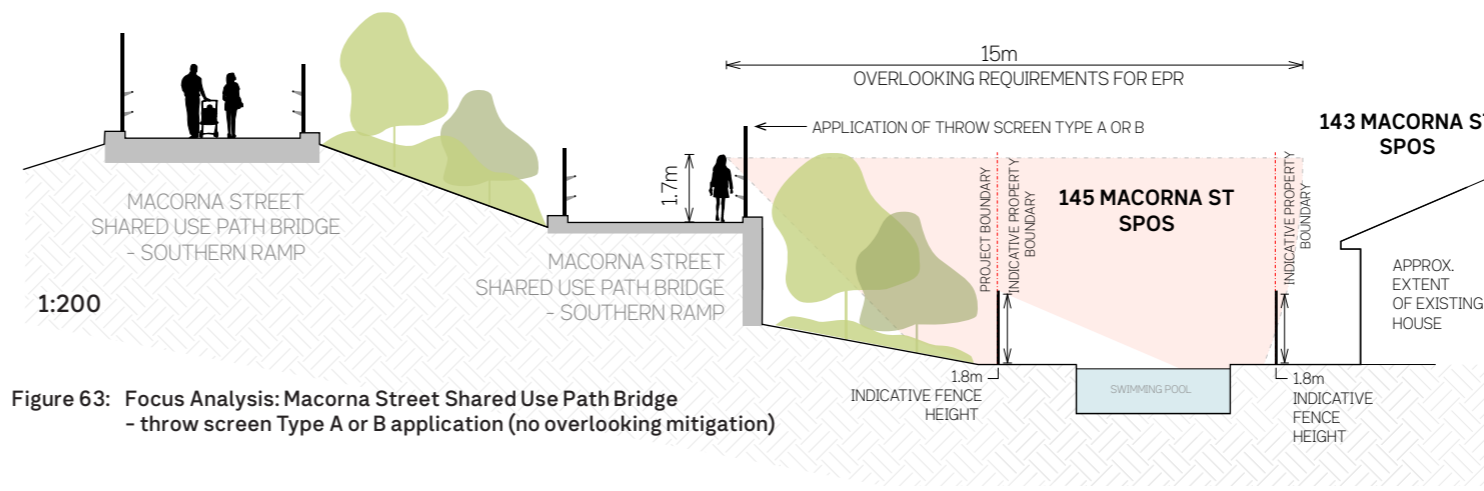 15m
OVERLOOKING REQUIREMENTS FOR EPR
APPLICATION OF THROW SCREEN TYPE A OR B
143 MACORNA ST
SPOS
1.7m
PROJECT BOUNDARY
INDICATIVE PROPERTY
BOUNDARY
145 MACORNA ST
SPOS
INDICATIVE PROPERTY
BOUNDARY
MACORNA STREET
SHARED USE PATH BRIDGE
- SOUTHERN RAMP
MACORNA STREET
SHARED USE PATH BRIDGE
- SOUTHERN RAMP
APPROX.
EXTENT
OF EXISTING
HOUSE
1:200
1.8m
INDICATIVE FENCE
HEIGHT
SWIMMING POOL
1.8m
INDICATIVE
FENCE
HEIGHT
Figure 63: Focus Analysis: Macorna Street Shared Use Path Bridge
– throw screen Type A or B application (no overlooking mitigation)